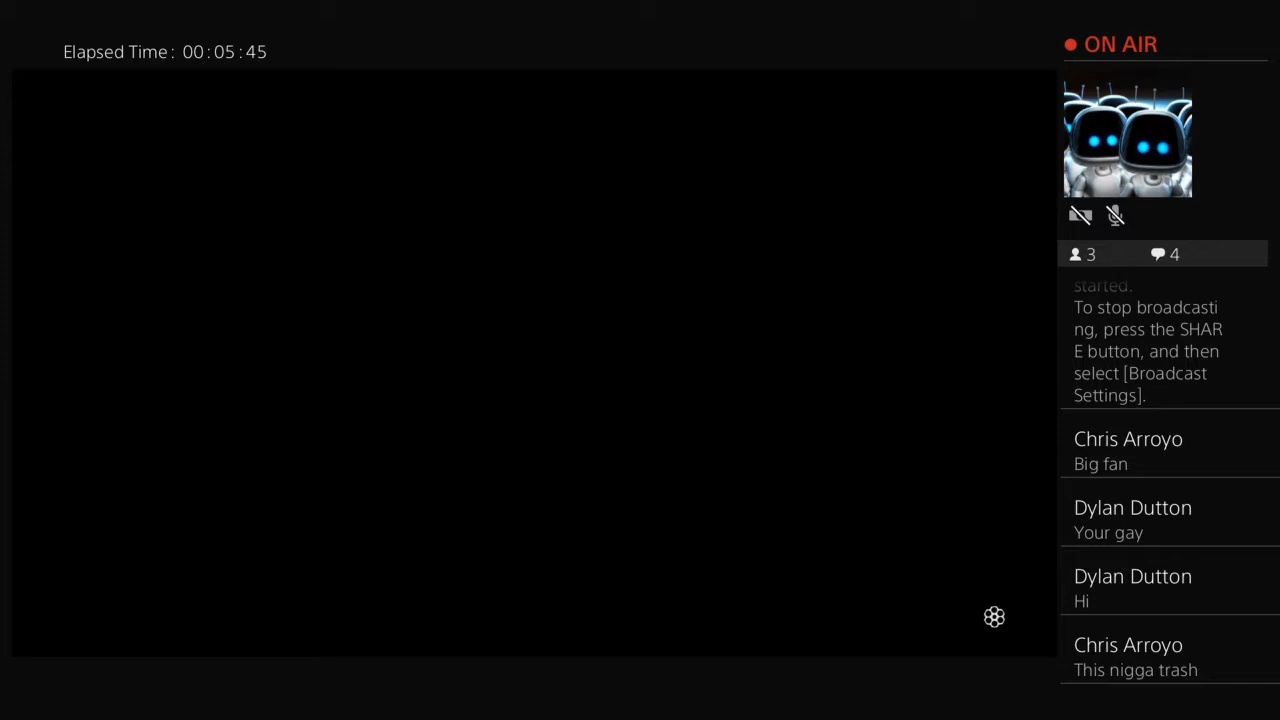 Elapsed Time: 00:05:45
ON AIR
3
4
started.
To stop broadcasti
ng, press the SHAR
E button, and then
select [Broadcast
Settings].
Chris Arroyo
Big fan
Dylan Dutton
Your gay
Dylan Dutton
Hi
Chris Arroyo
This nigga trash